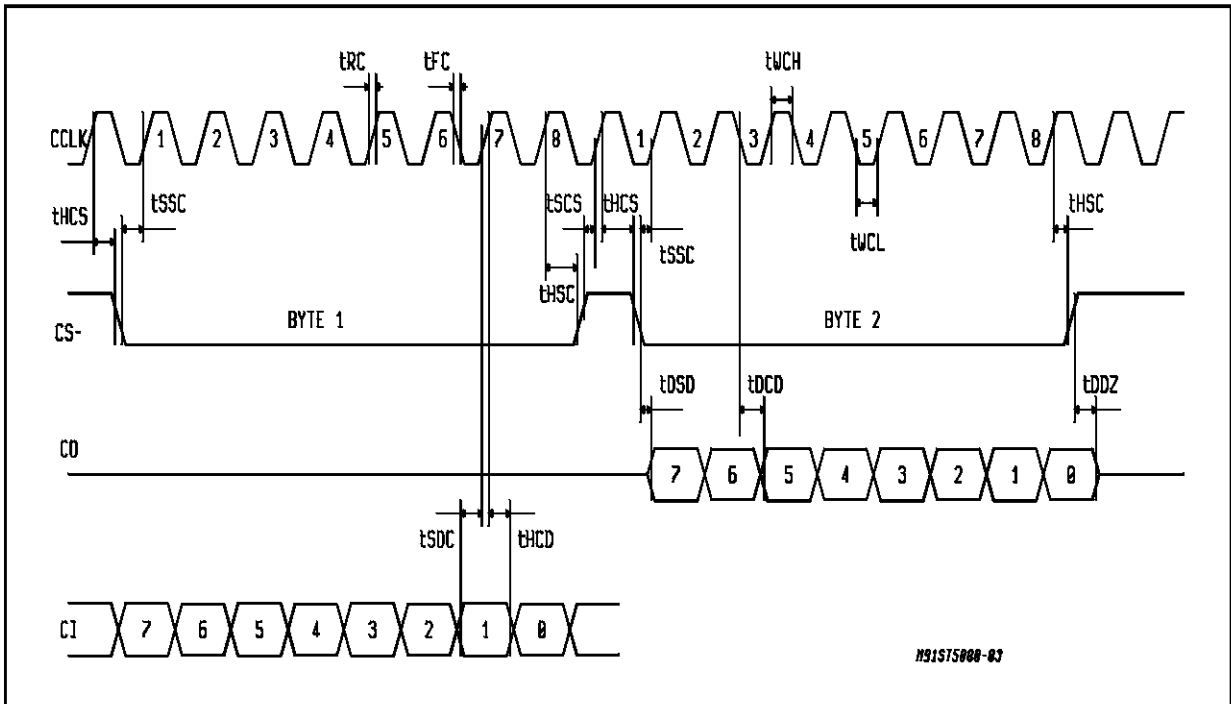 tRC tFC tWCH
CCLK 1 2 3 4 5 6 7 8 1 2 3 4 5 6 7 8
tHCS tSSC tSCS tHCS tSSC tWCL tHSC
tHSC
CS- BYTE 1 BYTE 2
tDSD tDCD tDDZ
CO 7 6 5 4 3 2 1 0
tSDC tHCD
CI 7 6 5 4 3 2 1 0